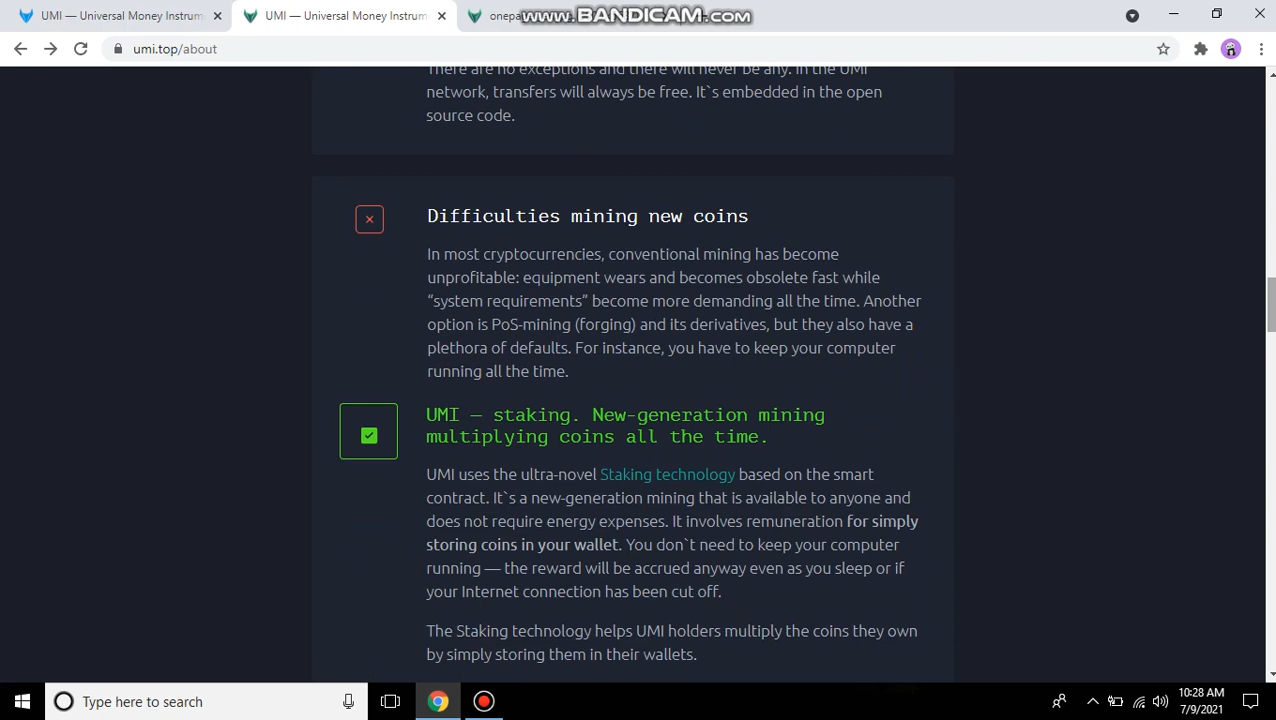 UMI — Universal Money Instrum
UMI — Universal Money Instrum
onepa
www.BANDICAM.com
umi.top/about
There are no exceptions and there will never be any. In the UMI
network, transfers will always be free. It`s embedded in the open
source code.
Difficulties mining new coins
In most cryptocurrencies, conventional mining has become
unprofitable: equipment wears and becomes obsolete fast while
“system requirements” become more demanding all the time. Another
option is PoS-mining (forging) and its derivatives, but they also have a
plethora of defaults. For instance, you have to keep your computer
running all the time.
UMI — staking. New-generation mining
multiplying coins all the time.
UMI uses the ultra-novel Staking technology based on the smart
contract. It`s a new-generation mining that is available to anyone and
does not require energy expenses. It involves remuneration for simply
storing coins in your wallet. You don`t need to keep your computer
running — the reward will be accrued anyway even as you sleep or if
your Internet connection has been cut off.
The Staking technology helps UMI holders multiply the coins they own
by simply storing them in their wallets.
Type here to search
10:28 AM
7/9/2021